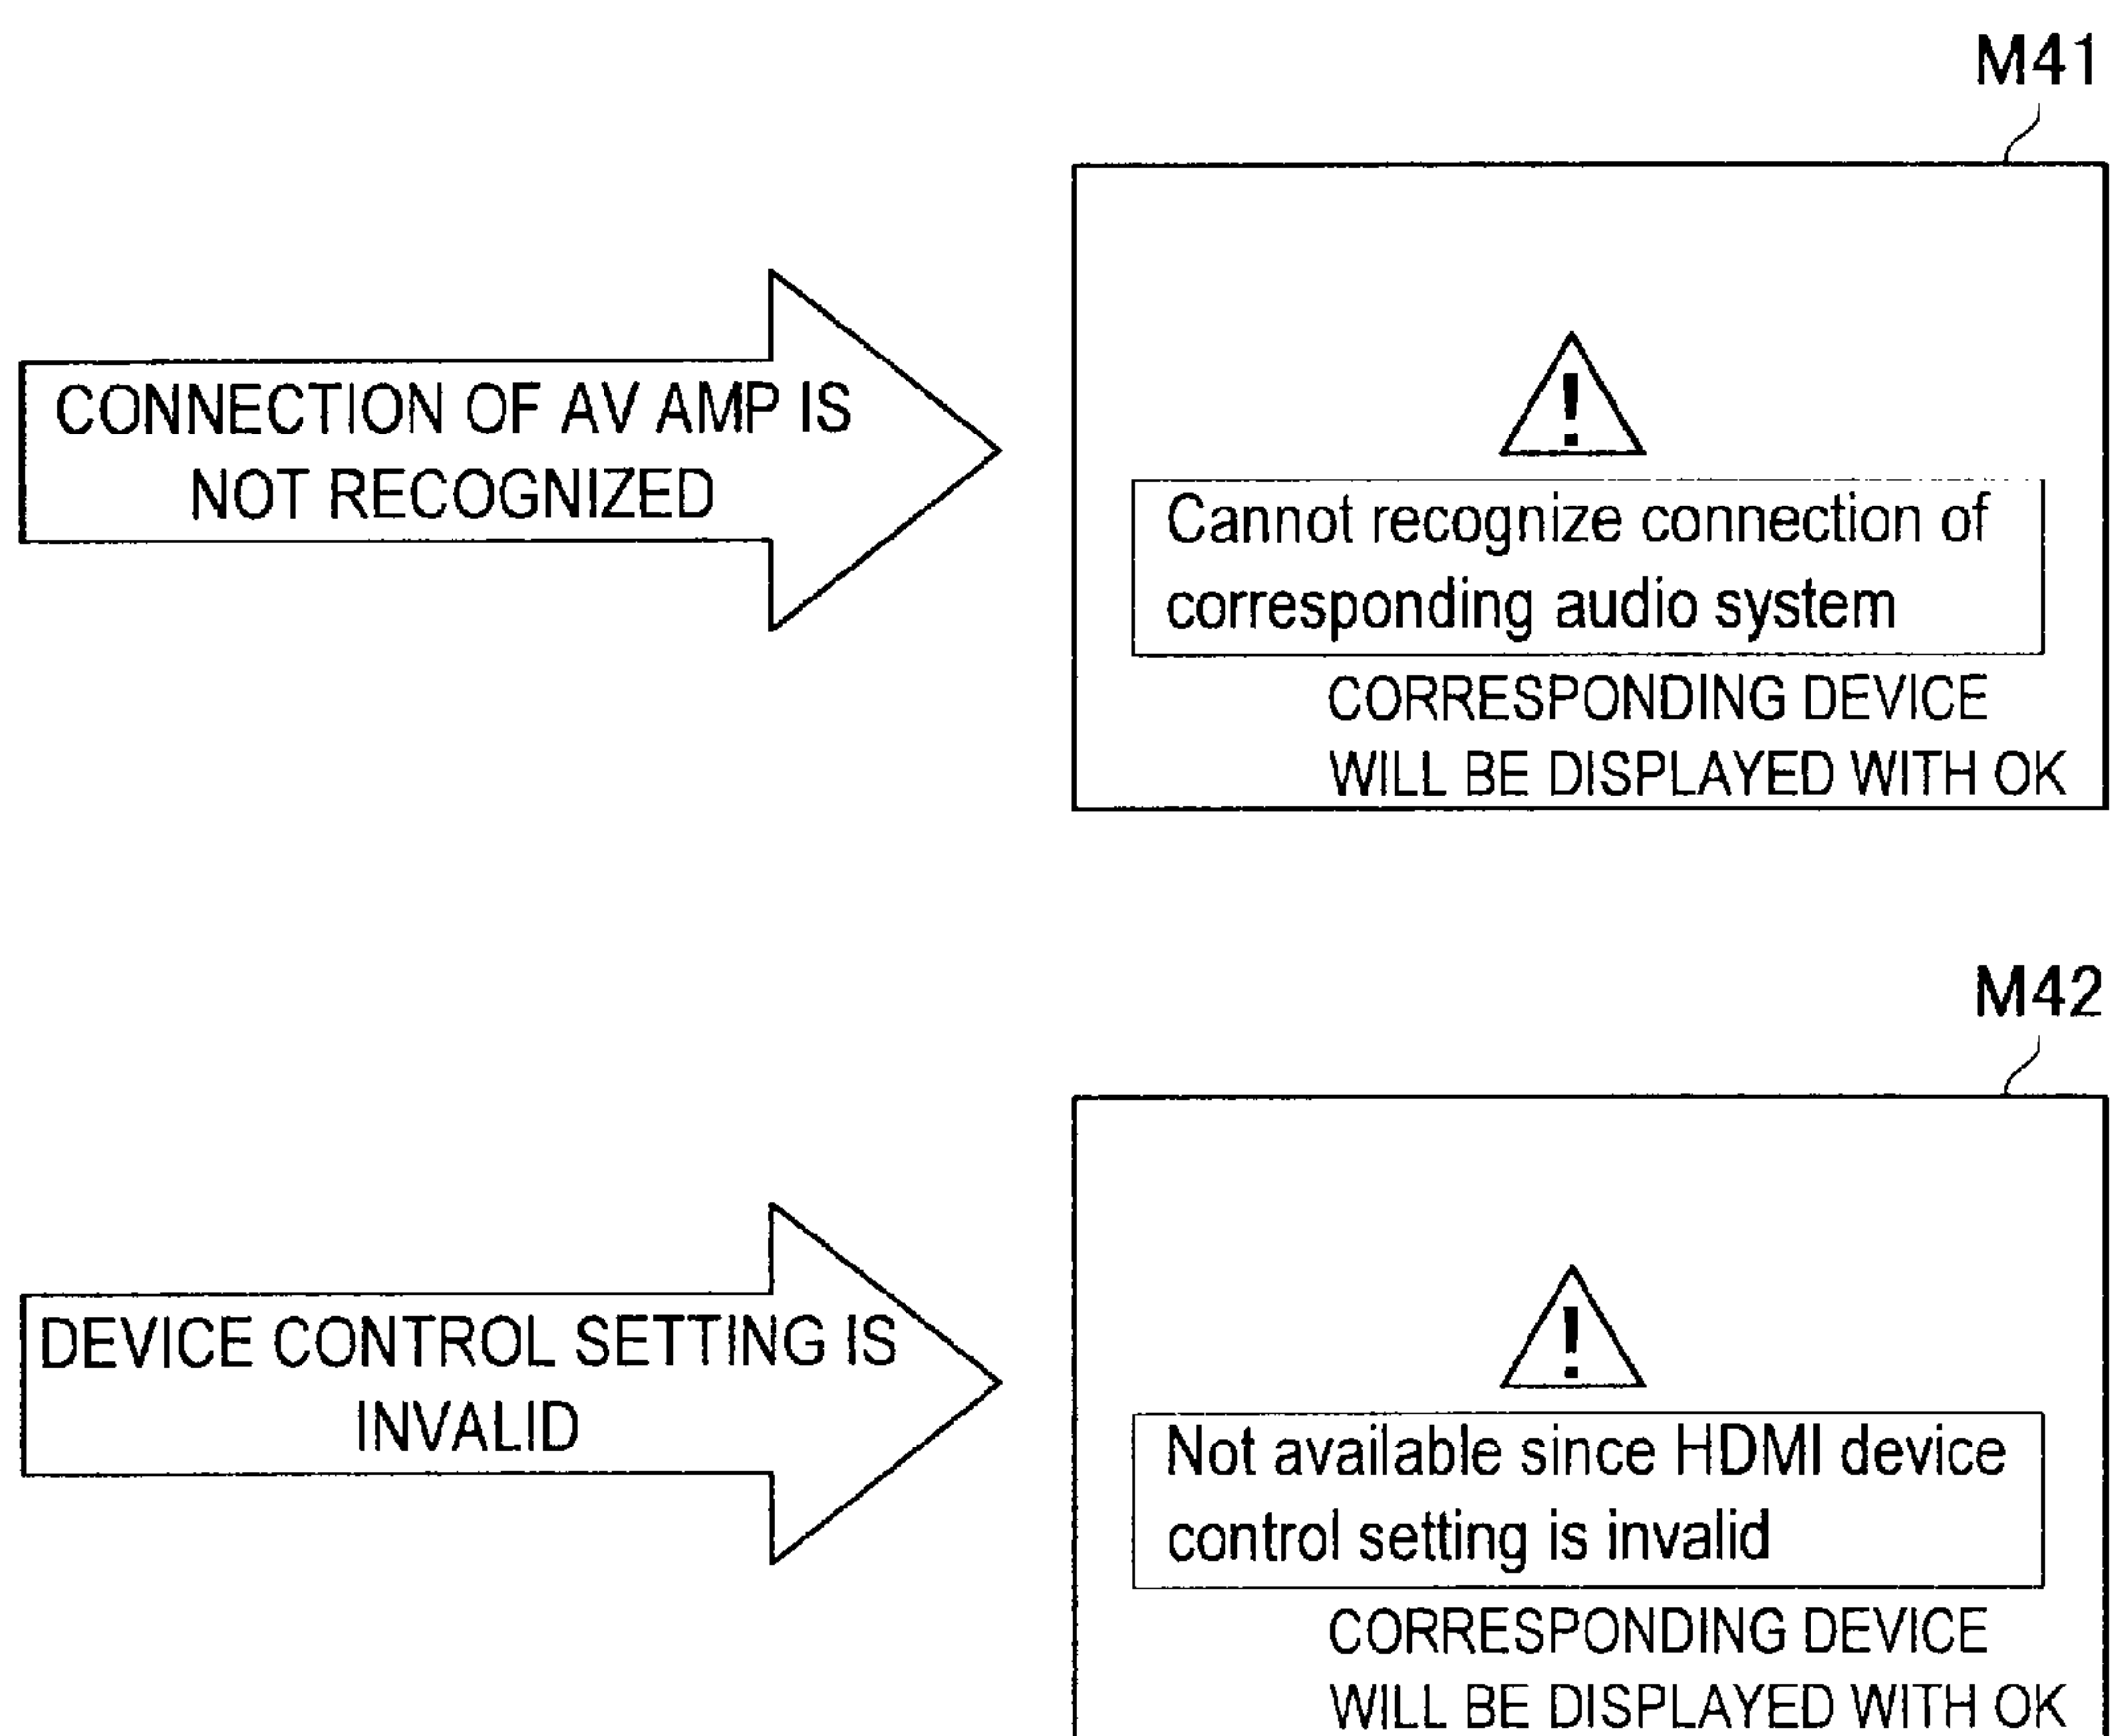 M41
CONNECTION OF AV AMP IS
NOT RECOGNIZED
!
Cannot recognize connection of
corresponding audio system
CORRESPONDING DEVICE
WILL BE DISPLAYED WITH OK
M42
DEVICE CONTROL SETTING IS
INVALID
!
Not available since HDMI device
control setting is invalid
CORRESPONDING DEVICE
WILL BE DISPLAYED WITH OK